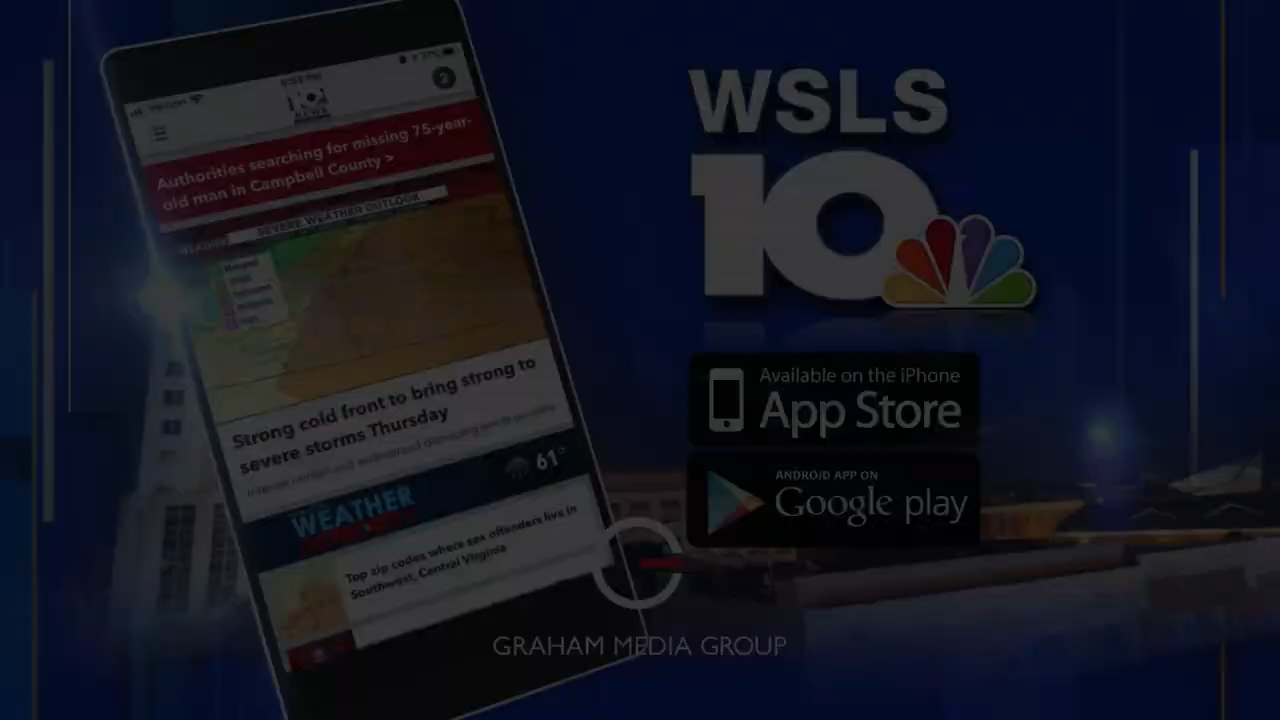 2
Authorities searching for missing 75-year-
old man in Campbell County >
SEVERE WEATHER OUTLOOK
Strong cold front to bring strong to
severe storms Thursday
61°
WEATHER
Top zip codes where sex offenders live in
Southwest, Central Virginia
WSLS
10
Available on the iPhone
App Store
ANDROID APP ON
Google play
GRAHAM MEDIA GROUP